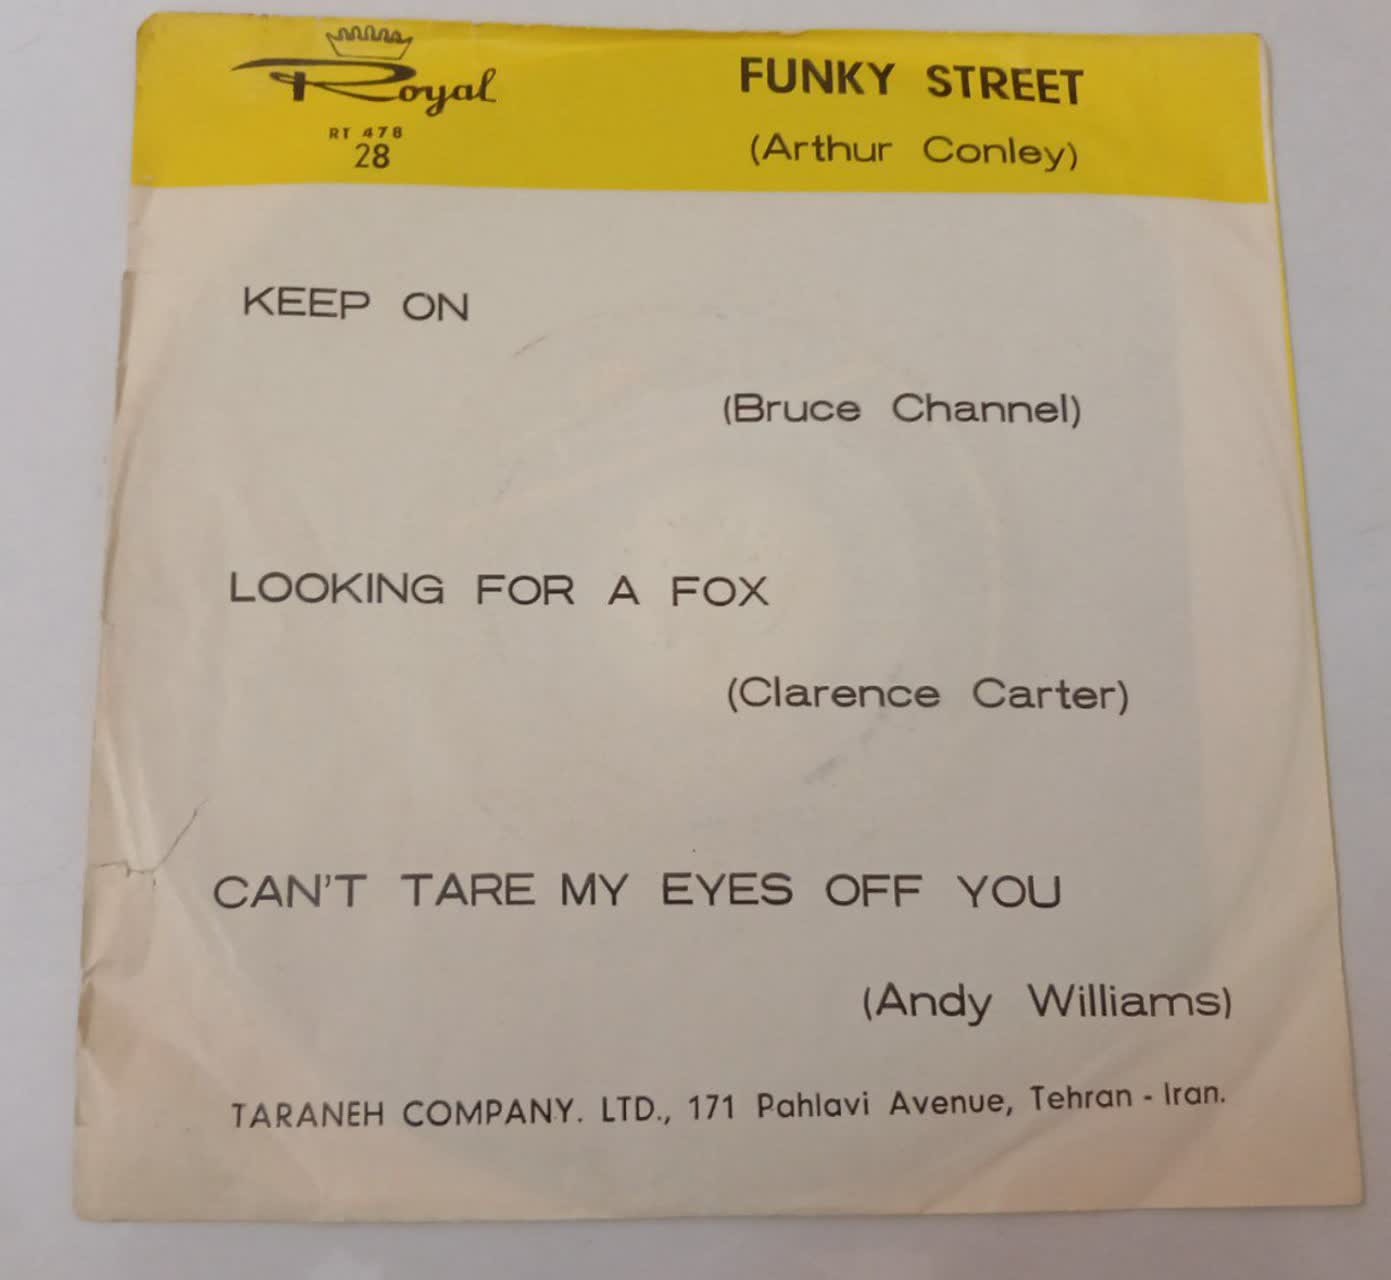 Royal
RT 478
28
FUNKY STREET
(Arthur Conley)
KEEP ON
(Bruce Channel)
LOOKING FOR A FOX
(Clarence Carter)
CAN'T TARE MY EYES OFF YOU
(Andy Williams)
TARANEH COMPANY. LTD., 171 Pahlavi Avenue, Tehran - Iran.